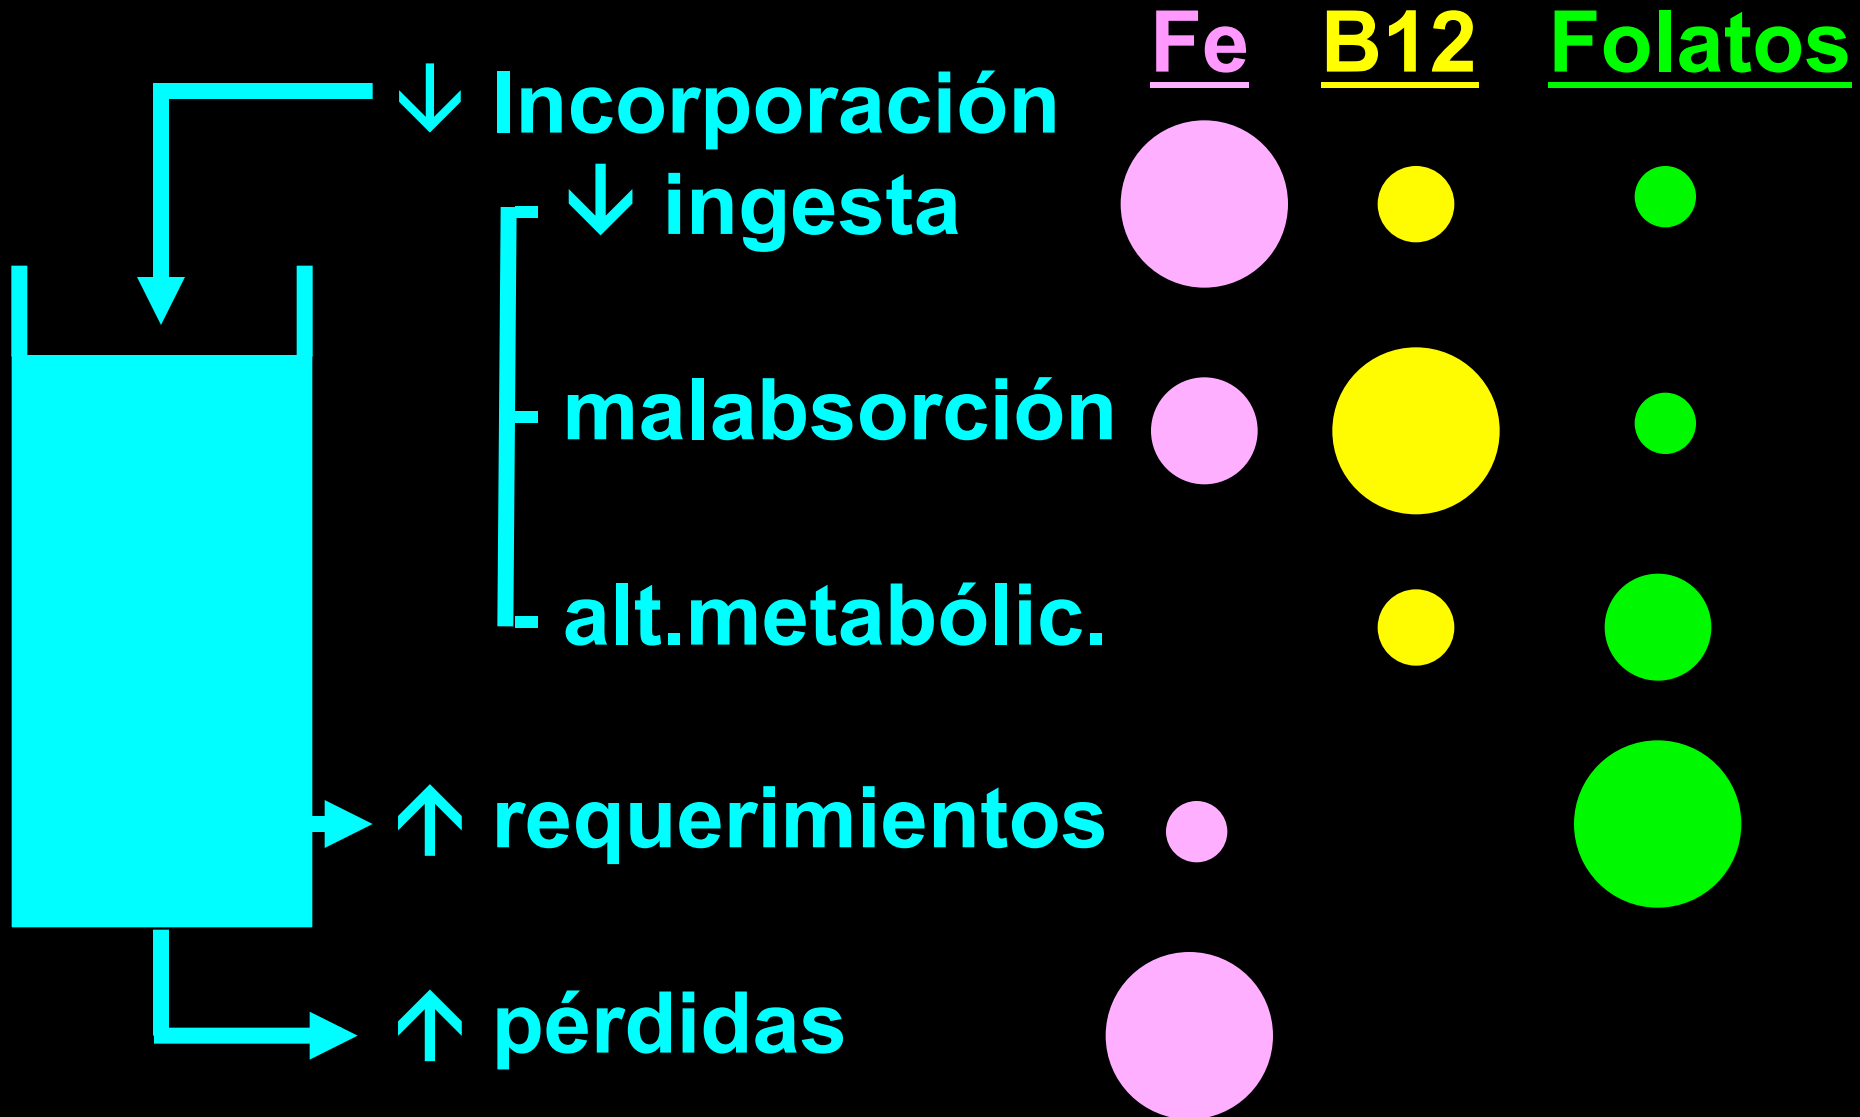 Fe B12 Folatos
↓ Incorporación
- ↓ ingesta
- malabsorción
- alt.metabólic.
↑ requerimientos
↑ pérdidas